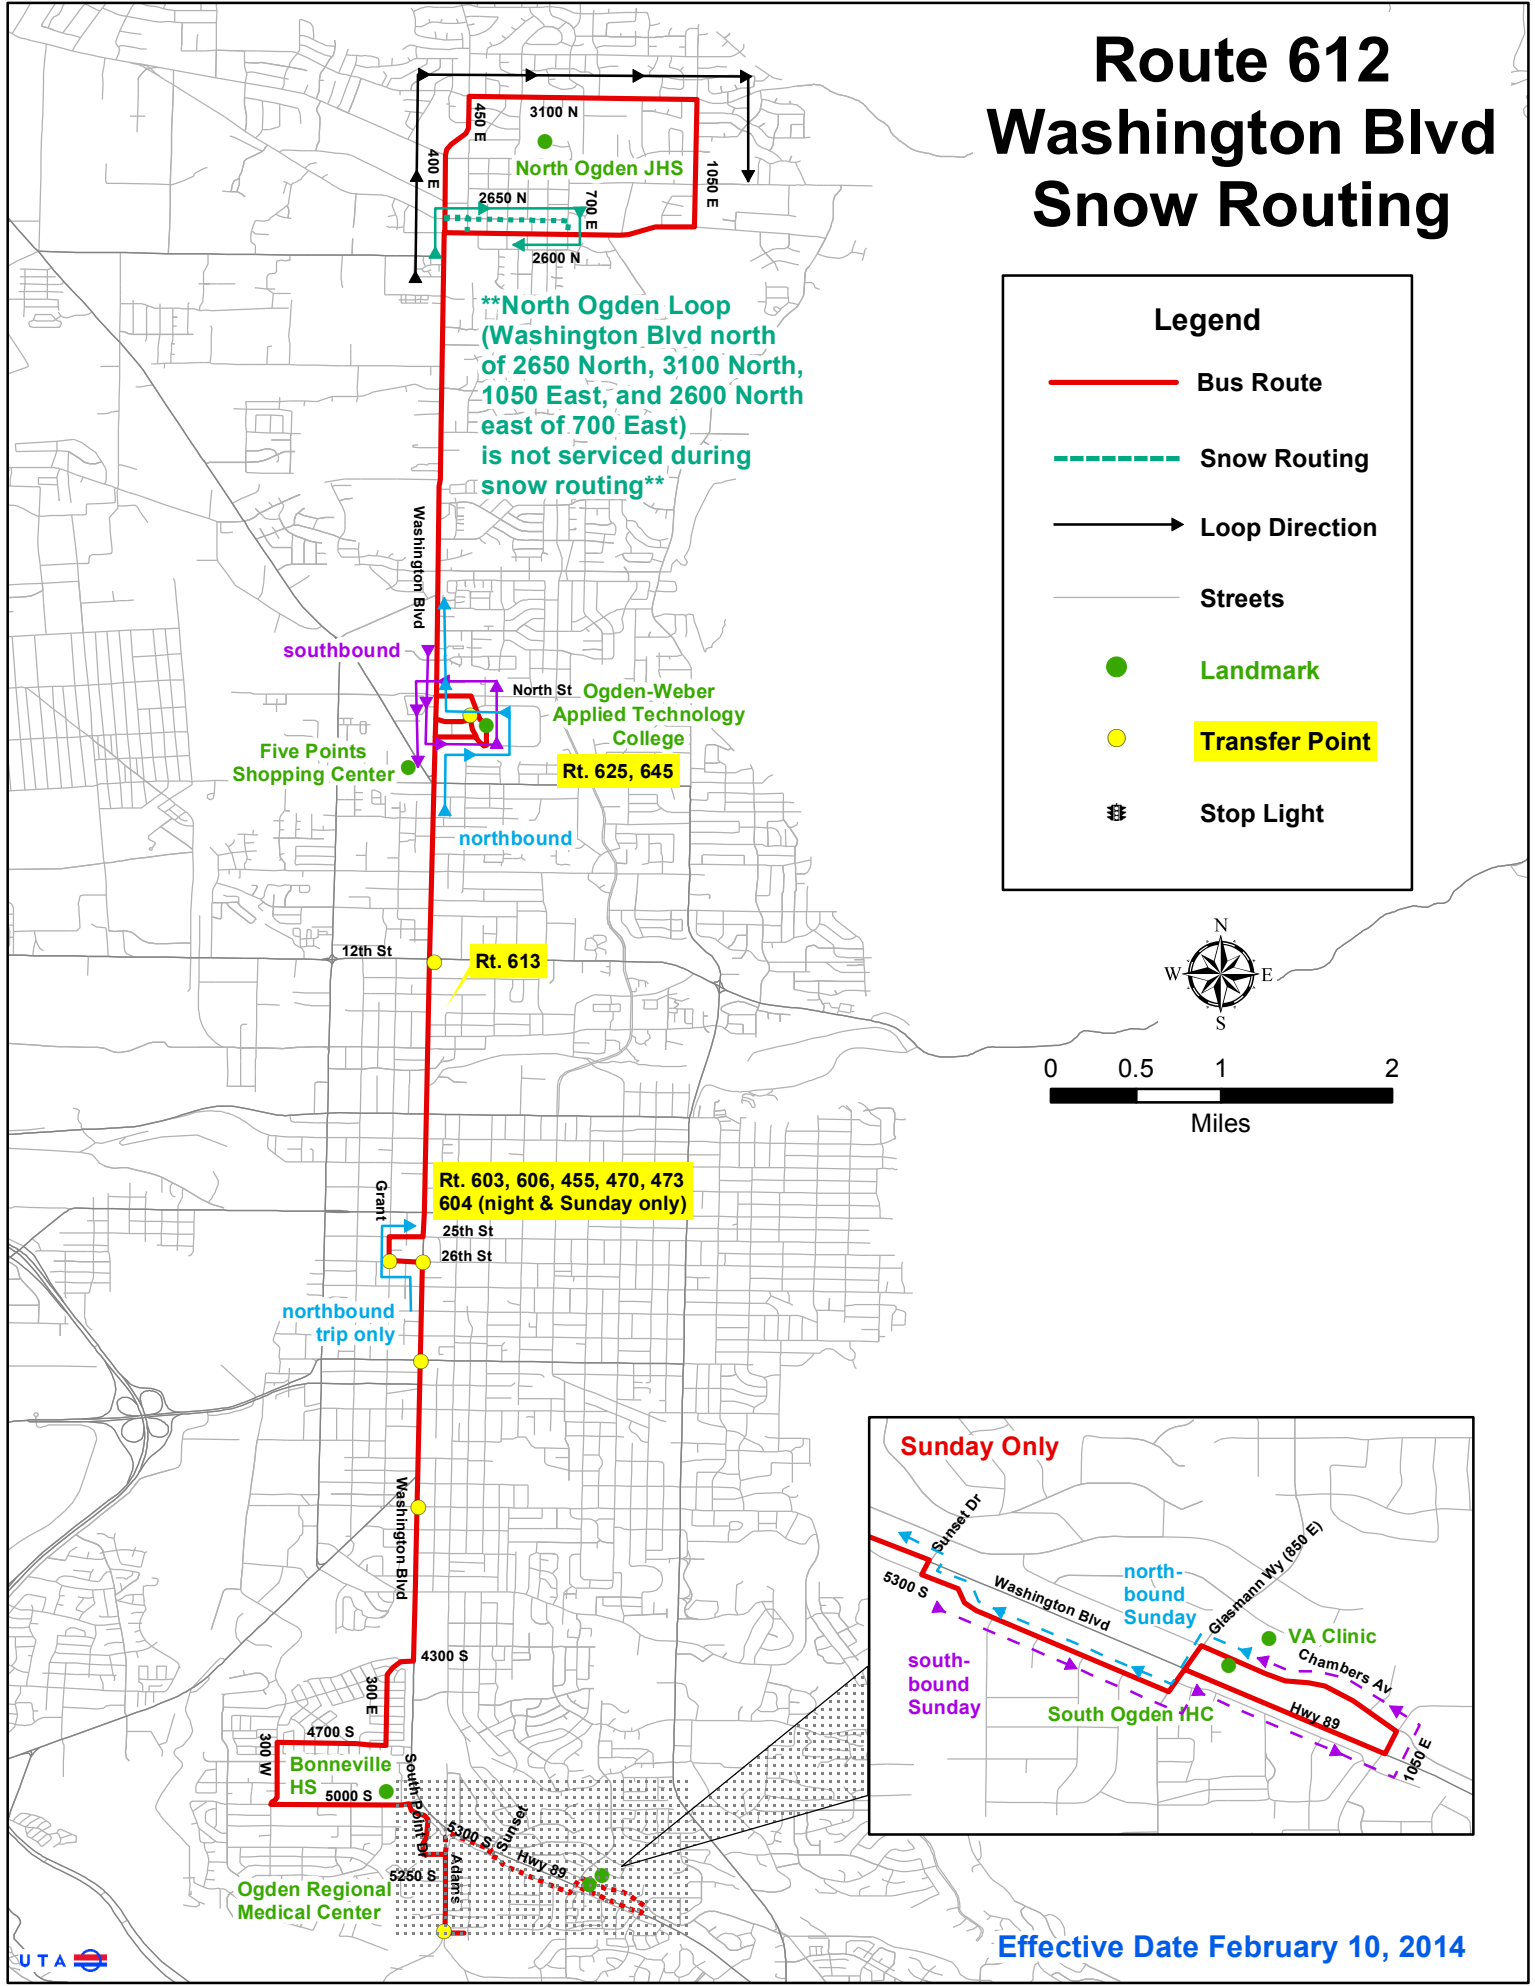 Route 612
Washington Blvd
Snow Routing
450 E
3100 N
North Ogden JHS
400 E
1050 E
2650 N
700 E
2600 N
**North Ogden Loop
(Washington Blvd north
of 2650 North, 3100 North,
1050 East, and 2600 North
east of 700 East)
is not serviced during
snow routing**
Legend
Bus Route
Snow Routing
Loop Direction
Streets
Landmark
Transfer Point
Stop Light
Washington Blvd
southbound
North St
Ogden-Weber
Applied Technology
College
Five Points
Shopping Center
Rt. 625, 645
northbound
12th St
Rt. 613
N
W
E
S
0 0.5 1 2
Miles
Rt. 603, 606, 455, 470, 473
604 (night & Sunday only)
Grant
25th St
26th St
northbound
trip only
Washington Blvd
4300 S
300 E
4700 S
300 W
Bonneville
HS
5000 S
South Point Dr
5300 S
Sunset
Hwy 89
5250 S
Adams
Ogden Regional
Medical Center
Sunday Only
Sunset Dr
5300 S
Washington Blvd
north-
bound
Sunday
Glasmann Wy (850 E)
VA Clinic
Chambers Av
south-
bound
Sunday
South Ogden IHC
Hwy 89
1050 E
UTA
Effective Date February 10, 2014